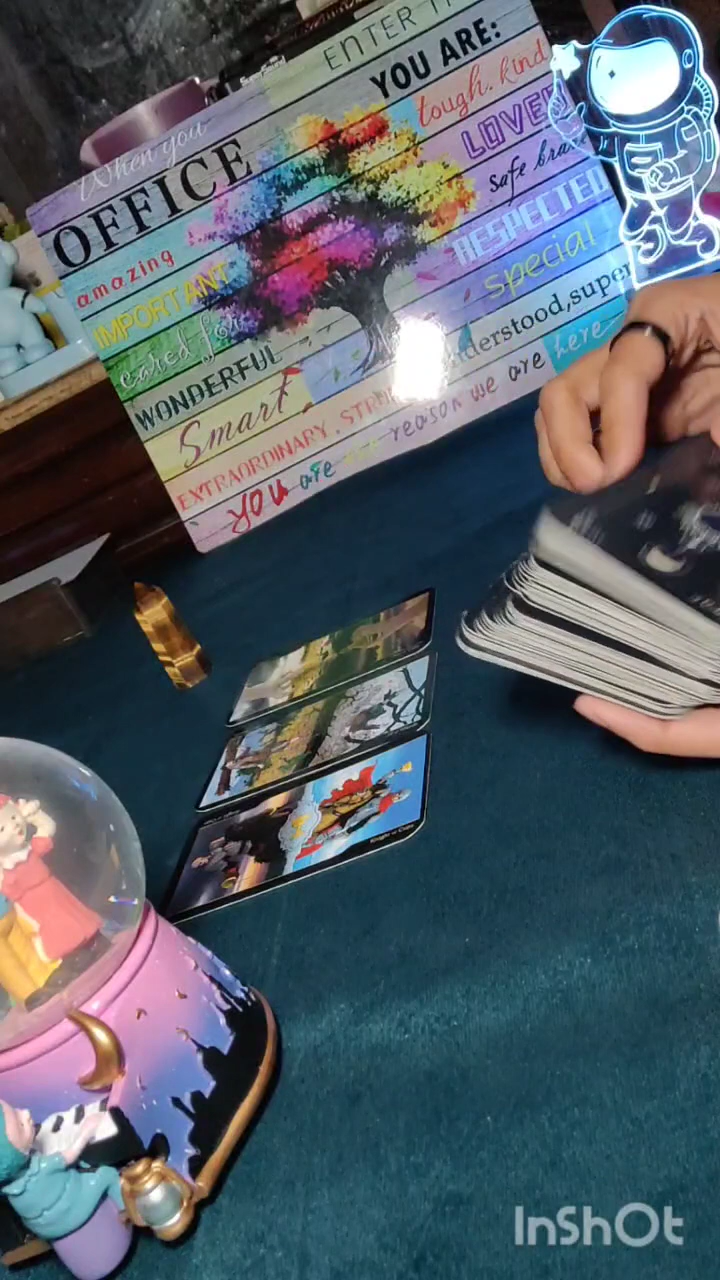 ENTER
When you
YOU ARE:
OFFICE
tough. kind
amazing
LOVED
IMPORTANT
safe brave
cared for
RESPECTED
WONDERFUL
special
Smart
understood, super
EXTRAORDINARY.
YOU are reason we are here
Knight of Cups
InShOt